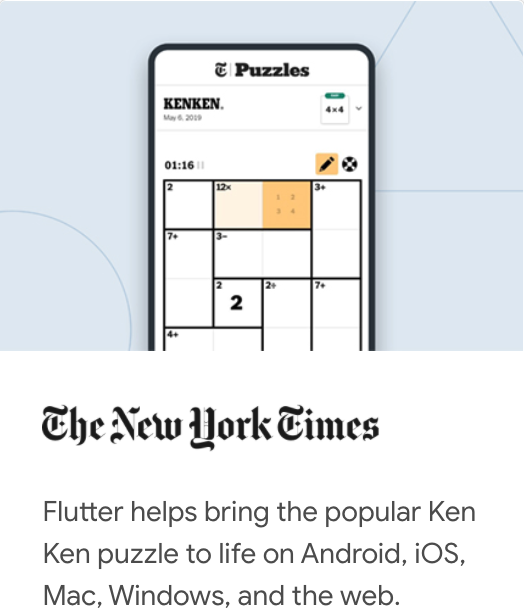 T Puzzles
KENKEN.
May 6, 2019
4×4
01:16
2 12× 3+
1 2
3 4
7+ 3−
2 2÷ 7+
2
4+
The New York Times
Flutter helps bring the popular Ken
Ken puzzle to life on Android, iOS,
Mac, Windows, and the web.